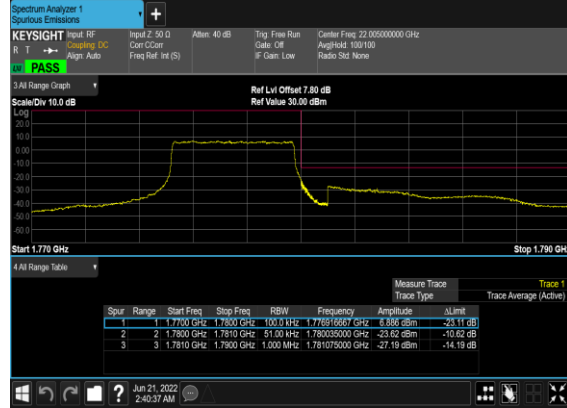 Spectrum Analyzer 1
Spurious Emissions
+
KEYSIGHT Input: RF Input Z: 50 Ω Atten: 40 dB Trig: Free Run Center Freq: 22.005000000 GHz
R T Coupling: DC Corr CCorr Gate: Off Avg|Hold: 100/100
Align: Auto Freq Ref: Int (S) IF Gain: Low Radio Std: None
PASS
3 All Range Graph
Ref Lvl Offset 7.80 dB
Scale/Div 10.0 dB Ref Value 30.00 dBm
Log
20.0
10.0
0.00
-10.0
-20.0
-30.0
-40.0
-50.0
-60.0
Start 1.770 GHz Stop 1.790 GHz
4 All Range Table
Measure Trace Trace 1
Trace Type Trace Average (Active)
Spur Range Start Freq Stop Freq RBW Frequency Amplitude ΔLimit
1 1 1.7700 GHz 1.7800 GHz 100.0 kHz 1.776916667 GHz 6.886 dBm -23.11 dB
2 2 1.7800 GHz 1.7810 GHz 51.00 kHz 1.780035000 GHz -23.62 dBm -10.62 dB
3 3 1.7810 GHz 1.7900 GHz 1.000 MHz 1.781075000 GHz -27.19 dBm -14.19 dB
? Jun 21, 2022
2:40:37 AM